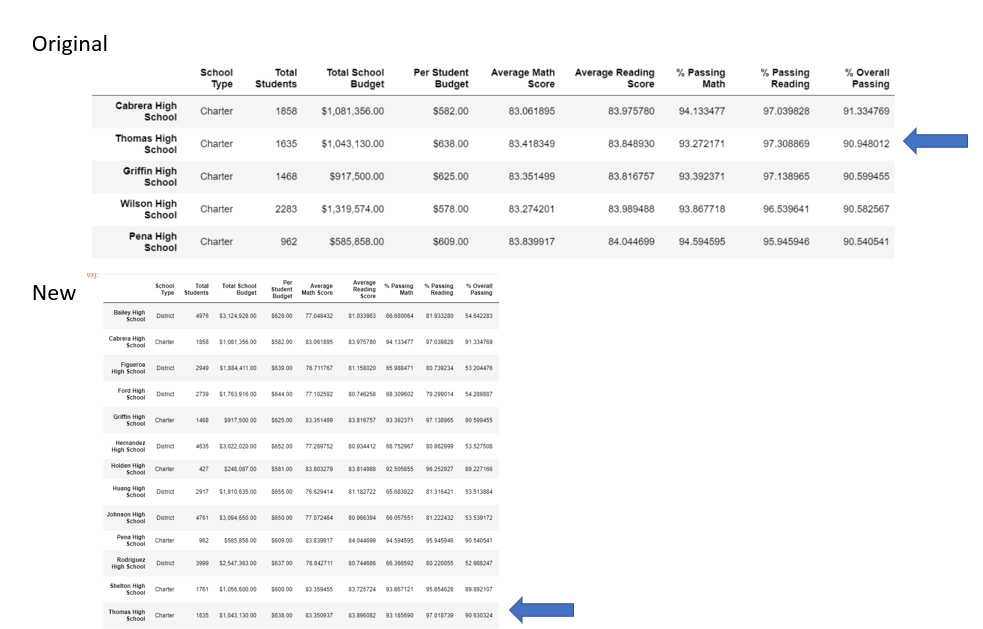 Original
School Type Total Students Total School Budget Per Student Budget Average Math Score Average Reading Score % Passing Math % Passing Reading % Overall Passing
Cabrera High School Charter 1858 $1,081,356.00 $582.00 83.061895 83.975780 94.133477 97.039828 91.334769
Thomas High School Charter 1635 $1,043,130.00 $638.00 83.418349 83.848930 93.272171 97.308869 90.948012
Griffin High School Charter 1468 $917,500.00 $625.00 83.351499 83.816757 93.392371 97.138965 90.599455
Wilson High School Charter 2283 $1,319,574.00 $578.00 83.274201 83.989488 93.867718 96.539641 90.582567
Pena High School Charter 962 $585,858.00 $609.00 83.839917 84.044699 94.594595 95.945946 90.540541
New
School Type Total Students Total School Budget Per Student Budget Average Math Score Average Reading Score % Passing Math % Passing Reading % Overall Passing
Bailey High School District 4976 $3,124,928.00 $628.00 77.048432 81.033963 66.680064 81.933280 54.642283
Cabrera High School Charter 1858 $1,081,356.00 $582.00 83.061895 83.975780 94.133477 97.039828 91.334769
Figueroa High School District 2949 $1,884,411.00 $639.00 76.711767 81.158020 65.988471 80.739234 53.204476
Ford High School District 2739 $1,763,916.00 $644.00 77.102592 80.746258 68.309602 79.299014 54.289887
Griffin High School Charter 1468 $917,500.00 $625.00 83.351499 83.816757 93.392371 97.138965 90.599455
Hernandez High School District 4635 $3,022,020.00 $652.00 77.289752 80.934412 66.752967 80.862999 53.527508
Holden High School Charter 427 $248,087.00 $581.00 83.803279 83.814988 92.505855 96.252927 89.227166
Huang High School District 2917 $1,910,635.00 $655.00 76.629414 81.182722 65.683922 81.316421 53.513884
Johnson High School District 4761 $3,094,650.00 $650.00 77.072464 80.966394 66.057551 81.222432 53.539172
Pena High School Charter 962 $585,858.00 $609.00 83.839917 84.044699 94.594595 95.945946 90.540541
Rodriguez High School District 3999 $2,547,363.00 $637.00 76.842711 80.744686 66.366592 80.220055 52.988247
Shelton High School Charter 1761 $1,056,600.00 $600.00 83.359455 83.725724 93.867121 95.854628 89.892107
Thomas High School Charter 1635 $1,043,130.00 $638.00 83.350937 83.896082 93.185690 97.018739 90.630324